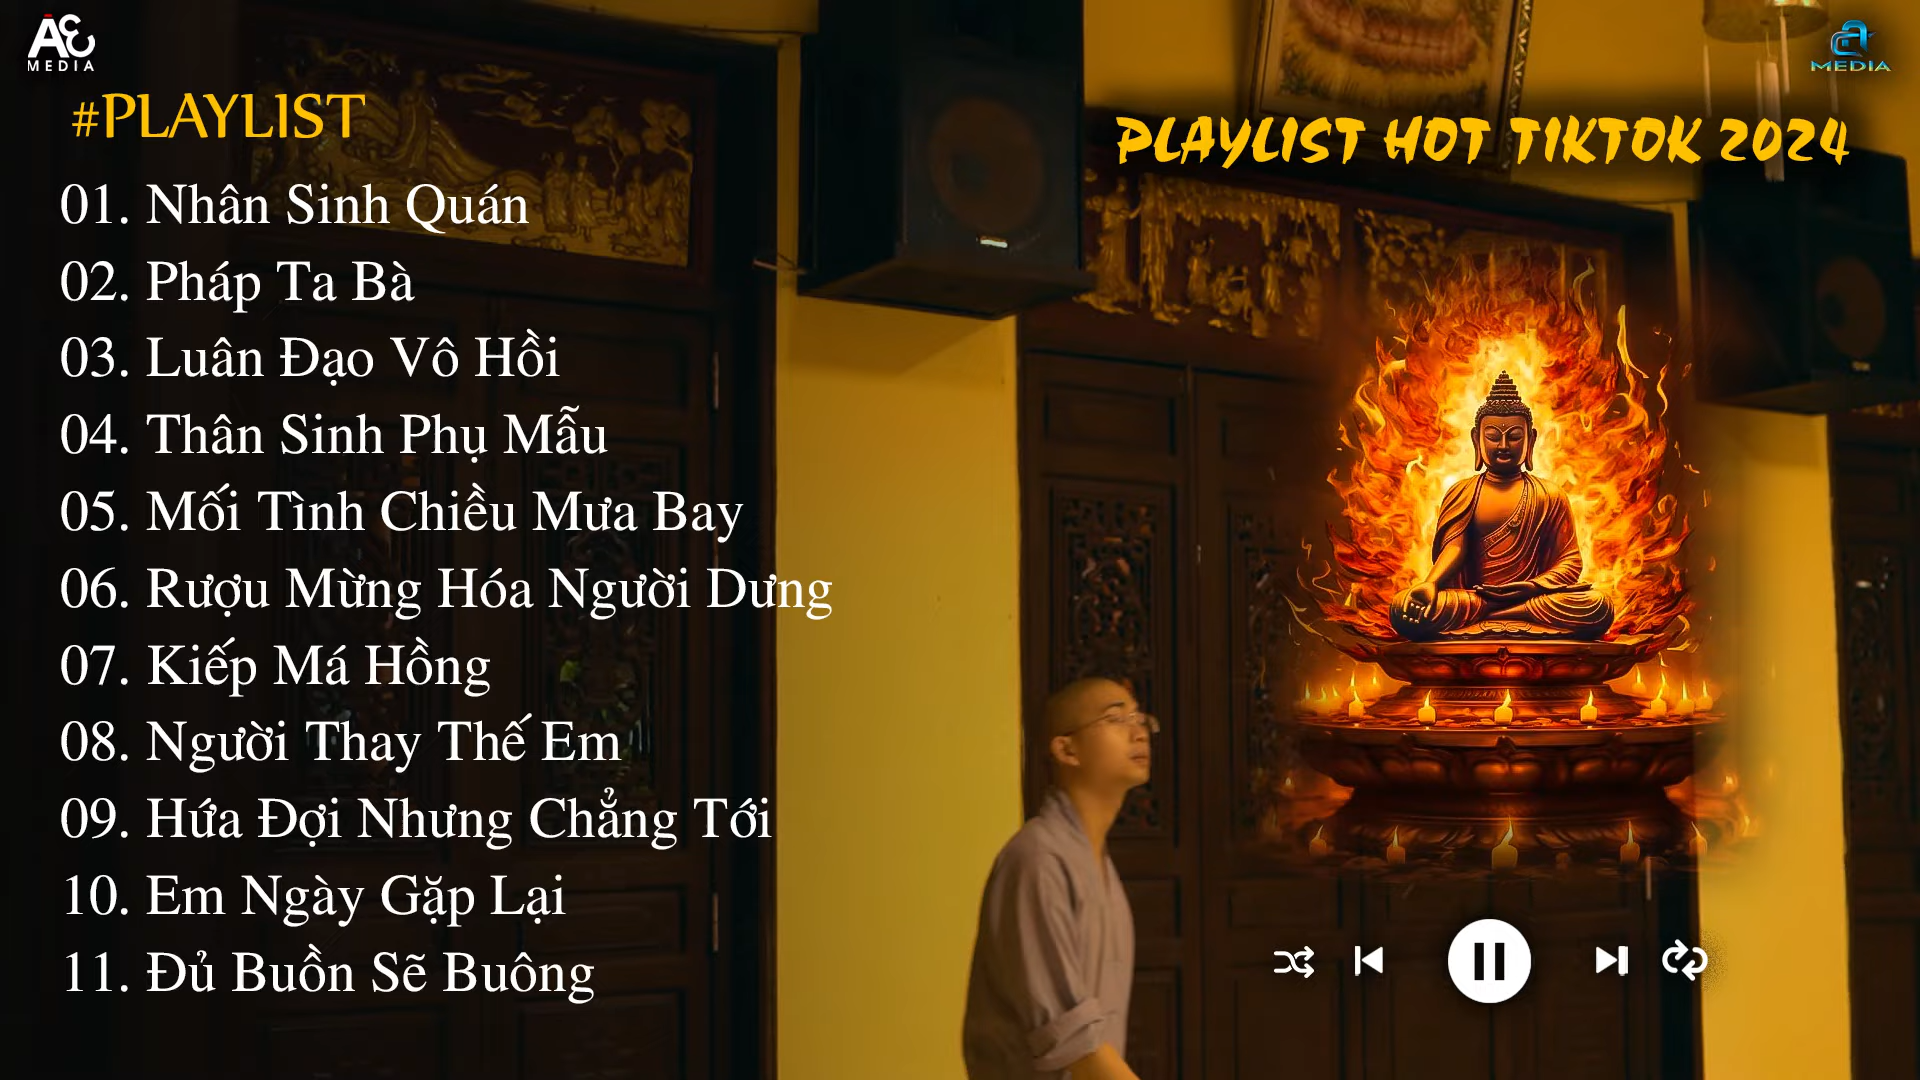 AE
MEDIA
MEDIA
#PLAYLIST
PLAYLIST HOT TIKTOK 2024
01. Nhân Sinh Quán
02. Pháp Ta Bà
03. Luân Đạo Vô Hồi
04. Thân Sinh Phụ Mẫu
05. Mối Tình Chiều Mưa Bay
06. Rượu Mừng Hóa Người Dưng
07. Kiếp Má Hồng
08. Người Thay Thế Em
09. Hứa Đợi Nhưng Chẳng Tới
10. Em Ngày Gặp Lại
11. Đủ Buồn Sẽ Buông